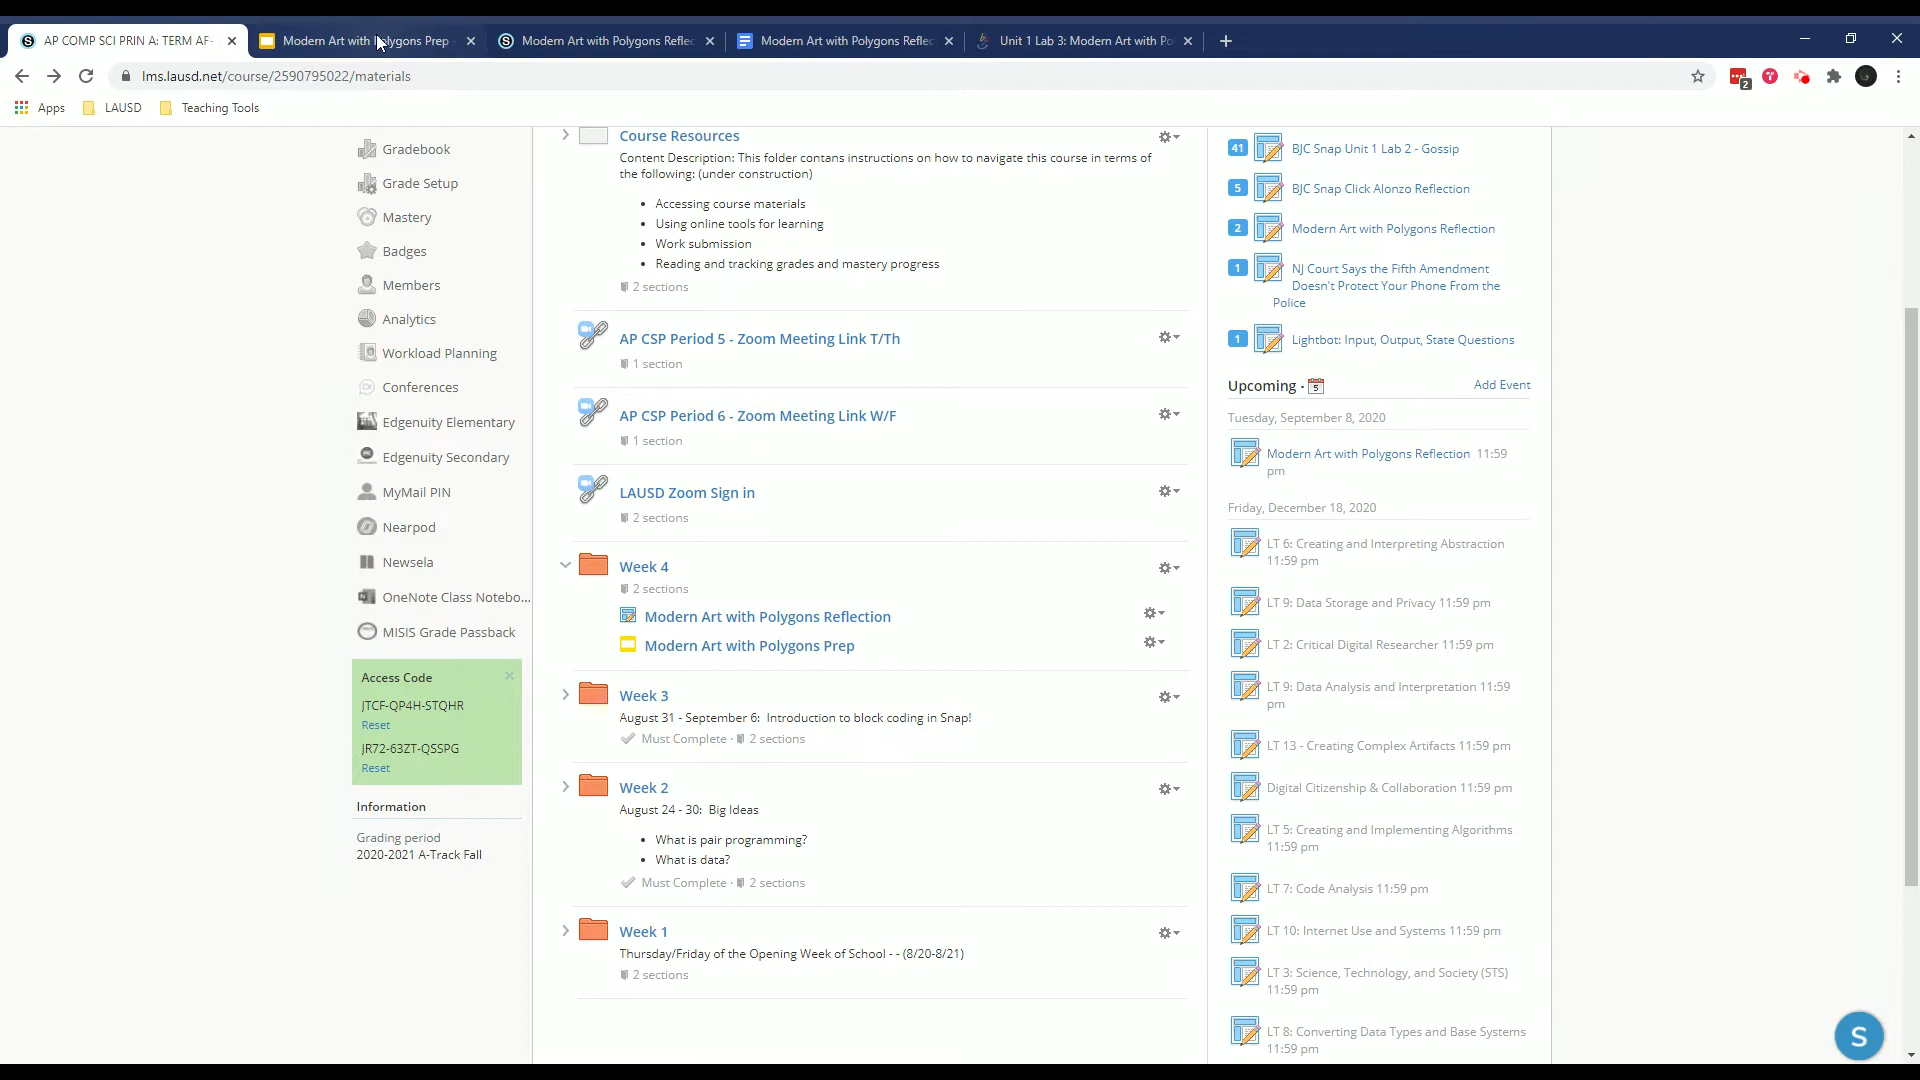 AP COMP SCI PRIN A: TERM AF-
Modern Art with Polygons Prep
Modern Art with Polygons Reflec
Modern Art with Polygons Reflec
Unit 1 Lab 3: Modern Art with Po
lms.lausd.net/course/2590795022/materials
2
Apps
LAUSD
Teaching Tools
Gradebook
Grade Setup
Mastery
Badges
Members
Analytics
Workload Planning
Conferences
Edgenuity Elementary
Edgenuity Secondary
MyMail PIN
Nearpod
Newsela
OneNote Class Notebo...
MISIS Grade Passback
Access Code
JTCF-QP4H-STQHR
Reset
JR72-63ZT-QSSPG
Reset
Information
Grading period
2020-2021 A-Track Fall
Course Resources
Content Description: This folder contans instructions on how to navigate this course in terms of
the following: (under construction)
• Accessing course materials
• Using online tools for learning
• Work submission
• Reading and tracking grades and mastery progress
2 sections
AP CSP Period 5 - Zoom Meeting Link T/Th
1 section
AP CSP Period 6 - Zoom Meeting Link W/F
1 section
LAUSD Zoom Sign in
2 sections
Week 4
2 sections
Modern Art with Polygons Reflection
Modern Art with Polygons Prep
Week 3
August 31 - September 6: Introduction to block coding in Snap!
Must Complete · 2 sections
Week 2
August 24 - 30: Big Ideas
• What is pair programming?
• What is data?
Must Complete · 2 sections
Week 1
Thursday/Friday of the Opening Week of School - - (8/20-8/21)
2 sections
41 BJC Snap Unit 1 Lab 2 - Gossip
5 BJC Snap Click Alonzo Reflection
2 Modern Art with Polygons Reflection
1 NJ Court Says the Fifth Amendment
Doesn't Protect Your Phone From the
Police
1 Lightbot: Input, Output, State Questions
Upcoming · 5 Add Event
Tuesday, September 8, 2020
Modern Art with Polygons Reflection 11:59
pm
Friday, December 18, 2020
LT 6: Creating and Interpreting Abstraction
11:59 pm
LT 9: Data Storage and Privacy 11:59 pm
LT 2: Critical Digital Researcher 11:59 pm
LT 9: Data Analysis and Interpretation 11:59
pm
LT 13 - Creating Complex Artifacts 11:59 pm
Digital Citizenship & Collaboration 11:59 pm
LT 5: Creating and Implementing Algorithms
11:59 pm
LT 7: Code Analysis 11:59 pm
LT 10: Internet Use and Systems 11:59 pm
LT 3: Science, Technology, and Society (STS)
11:59 pm
LT 8: Converting Data Types and Base Systems
11:59 pm
S